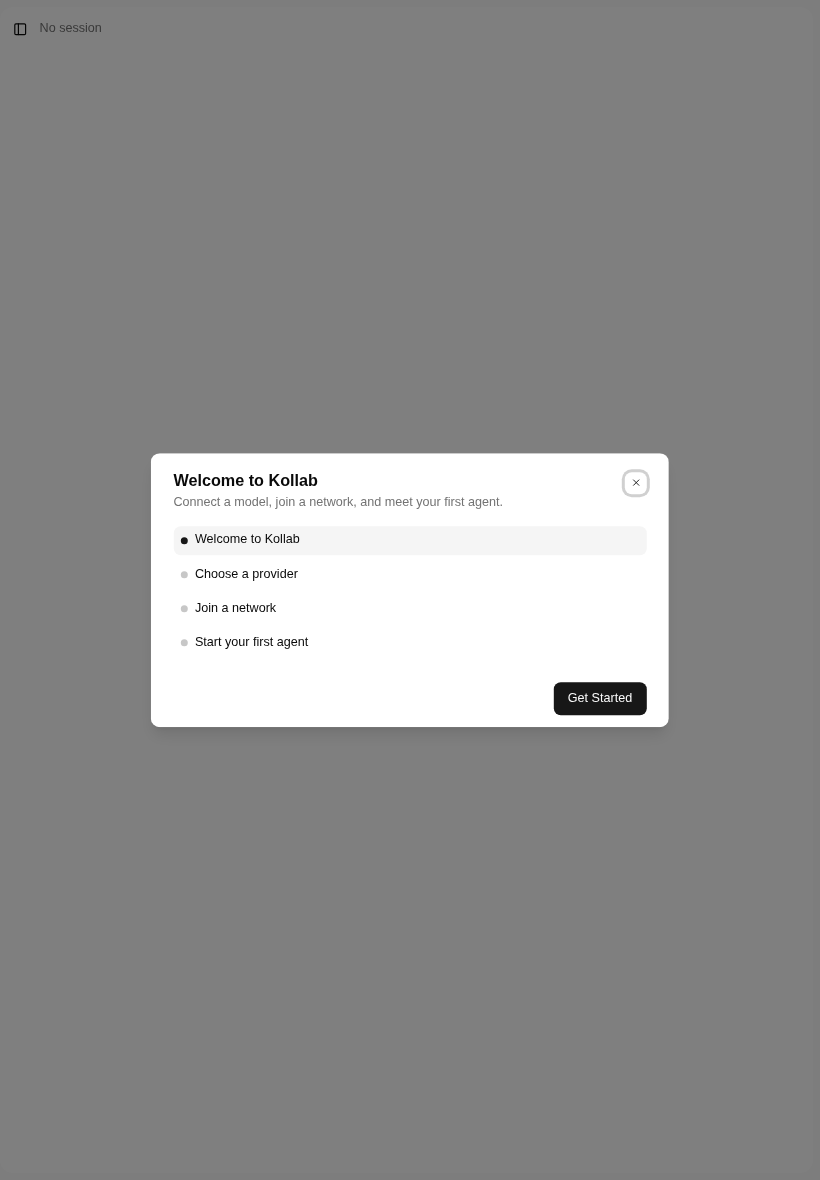 No session
Welcome to Kollab
Connect a model, join a network, and meet your first agent.
Welcome to Kollab
Choose a provider
Join a network
Start your first agent
Get Started